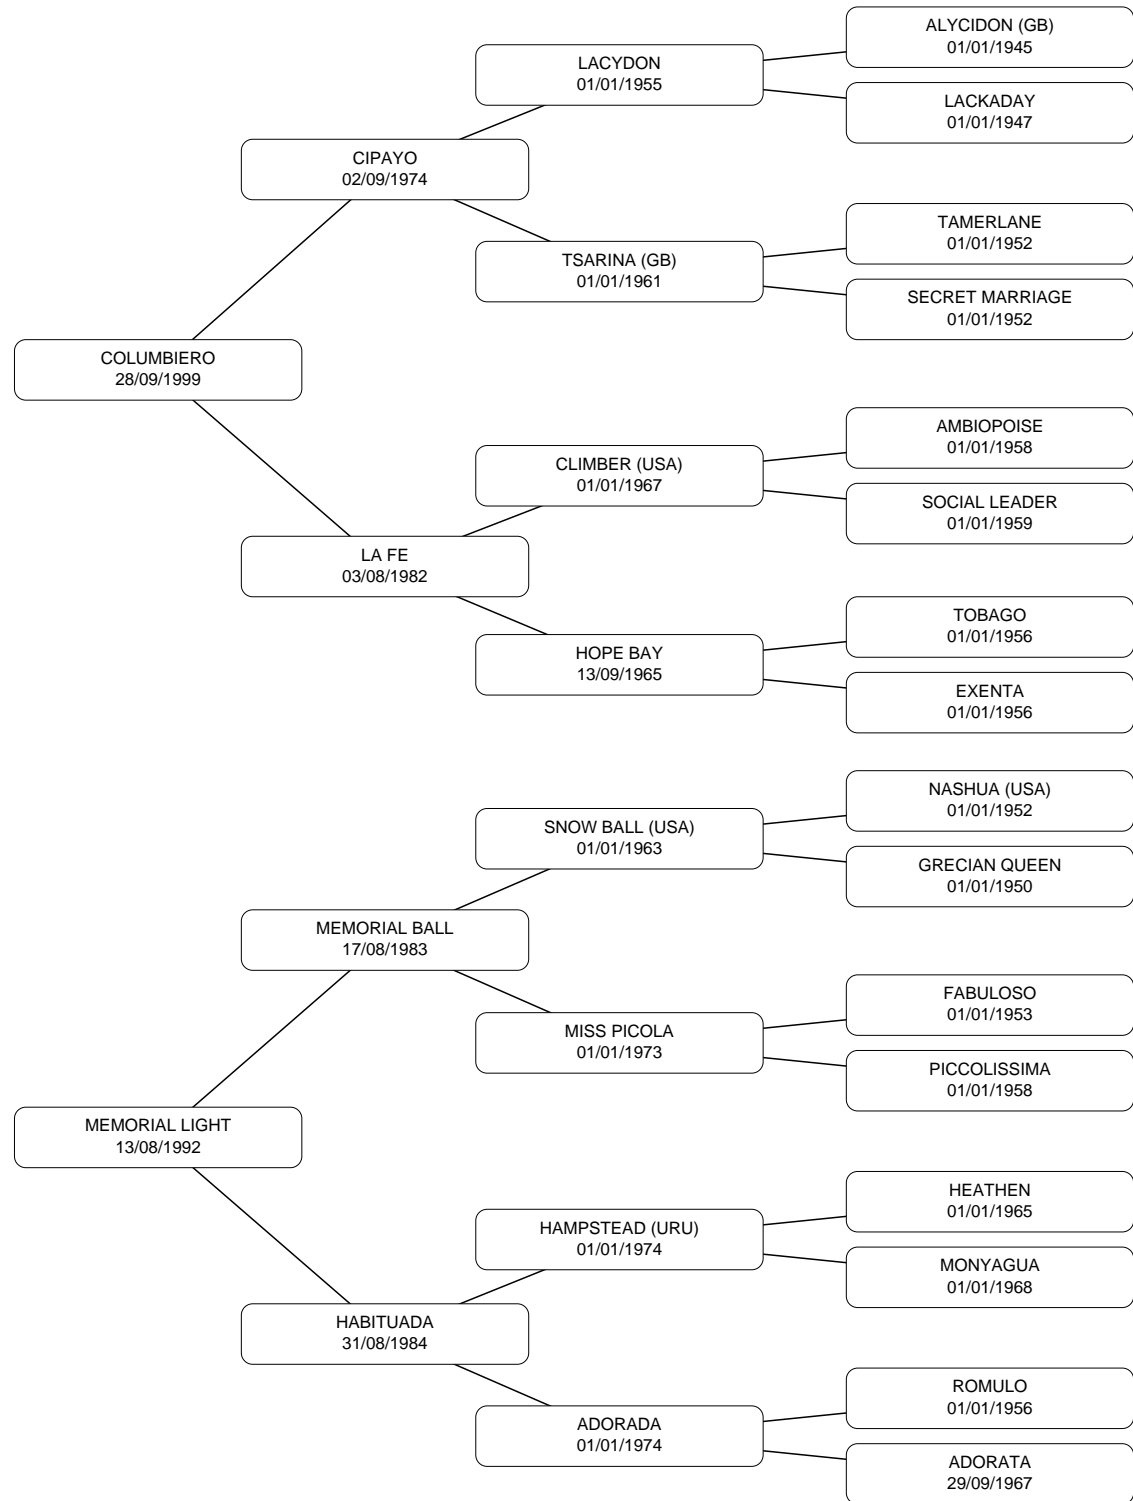 ALYCIDON (GB)
01/01/1945
LACYDON
01/01/1955
LACKADAY
01/01/1947
CIPAYO
02/09/1974
TAMERLANE
01/01/1952
TSARINA (GB)
01/01/1961
SECRET MARRIAGE
01/01/1952
COLUMBIERO
28/09/1999
AMBIOPOISE
01/01/1958
CLIMBER (USA)
01/01/1967
SOCIAL LEADER
01/01/1959
LA FE
03/08/1982
TOBAGO
01/01/1956
HOPE BAY
13/09/1965
EXENTA
01/01/1956
NASHUA (USA)
01/01/1952
SNOW BALL (USA)
01/01/1963
GRECIAN QUEEN
01/01/1950
MEMORIAL BALL
17/08/1983
FABULOSO
01/01/1953
MISS PICOLA
01/01/1973
PICCOLISSIMA
01/01/1958
MEMORIAL LIGHT
13/08/1992
HEATHEN
01/01/1965
HAMPSTEAD (URU)
01/01/1974
MONYAGUA
01/01/1968
HABITUADA
31/08/1984
ROMULO
01/01/1956
ADORADA
01/01/1974
ADORATA
29/09/1967